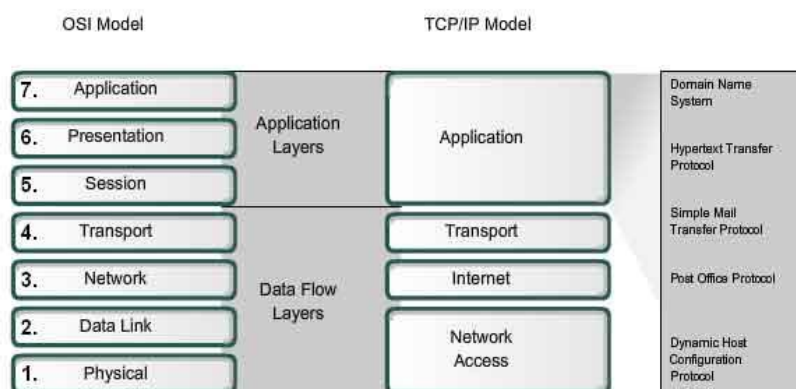 OSI Model
TCP/IP Model
7. Application
6. Presentation
5. Session
4. Transport
3. Network
2. Data Link
1. Physical
Application
Layers
Data Flow
Layers
Application
Transport
Internet
Network
Access
Domain Name
System
Hypertext Transfer
Protocol
Simple Mail
Transfer Protocol
Post Office Protocol
Dynamic Host
Configuration
Protocol